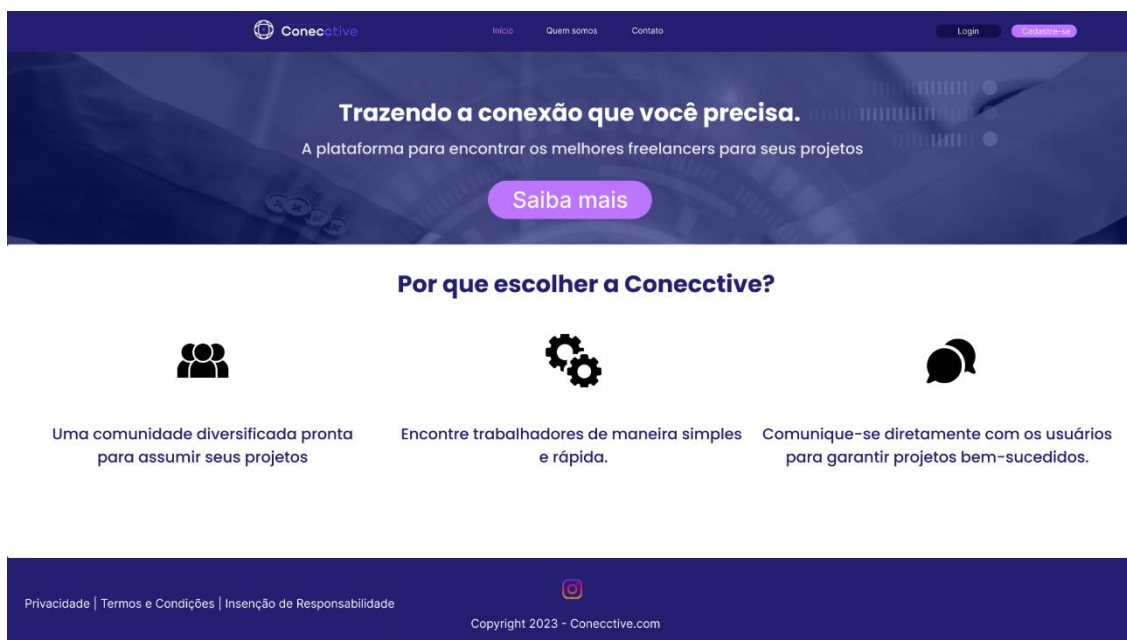 Conecctive
Início
Quem somos
Contato
Login
Cadastre-se
Trazendo a conexão que você precisa.
A plataforma para encontrar os melhores freelancers para seus projetos
Saiba mais
Por que escolher a Conecctive?
Uma comunidade diversificada pronta
para assumir seus projetos
Encontre trabalhadores de maneira simples
e rápida.
Comunique-se diretamente com os usuários
para garantir projetos bem-sucedidos.
Privacidade | Termos e Condições | Insenção de Responsabilidade
Copyright 2023 - Conecctive.com